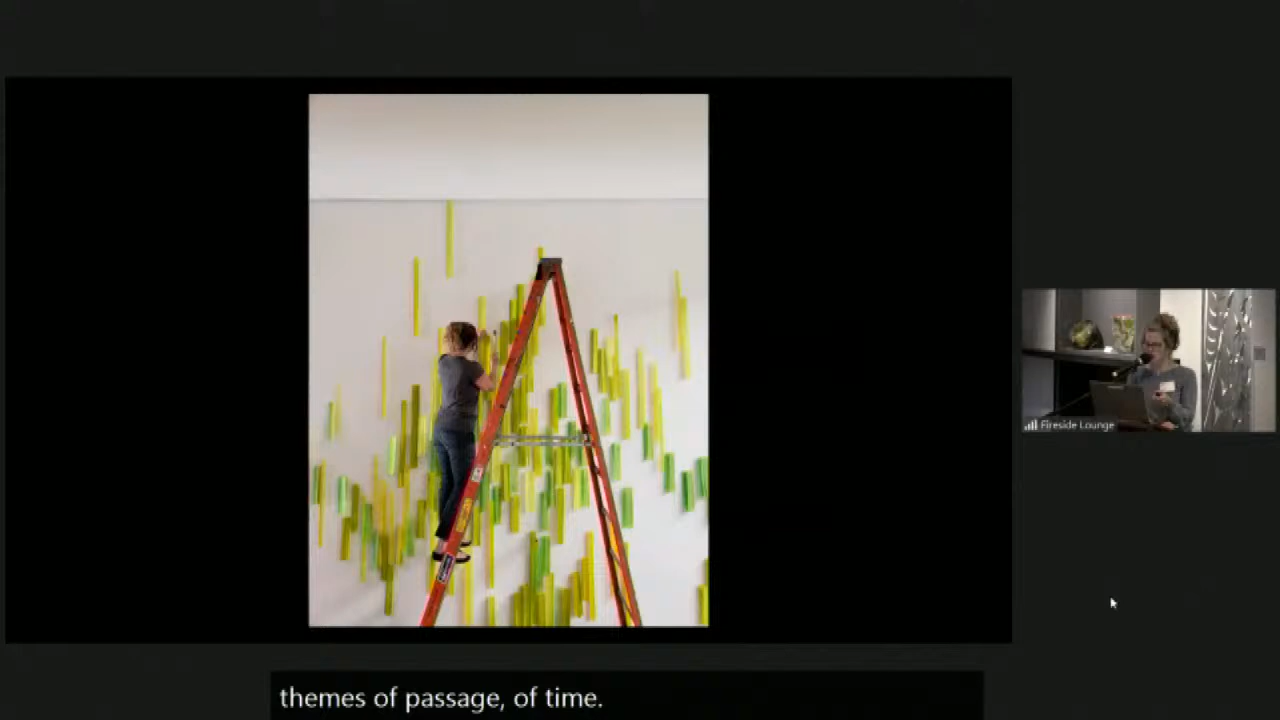 Fireside Lounge
themes of passage, of time.